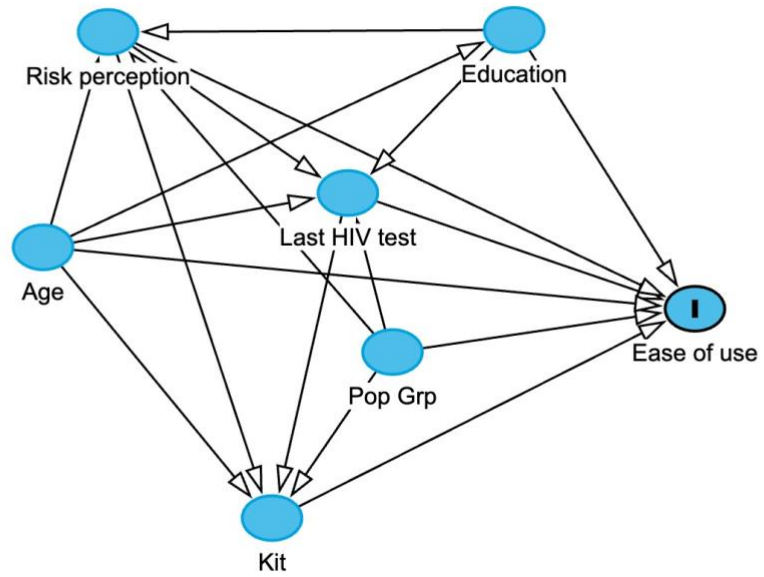 Risk perception
Education
Last HIV test
Age
I
Ease of use
Pop Grp
Kit